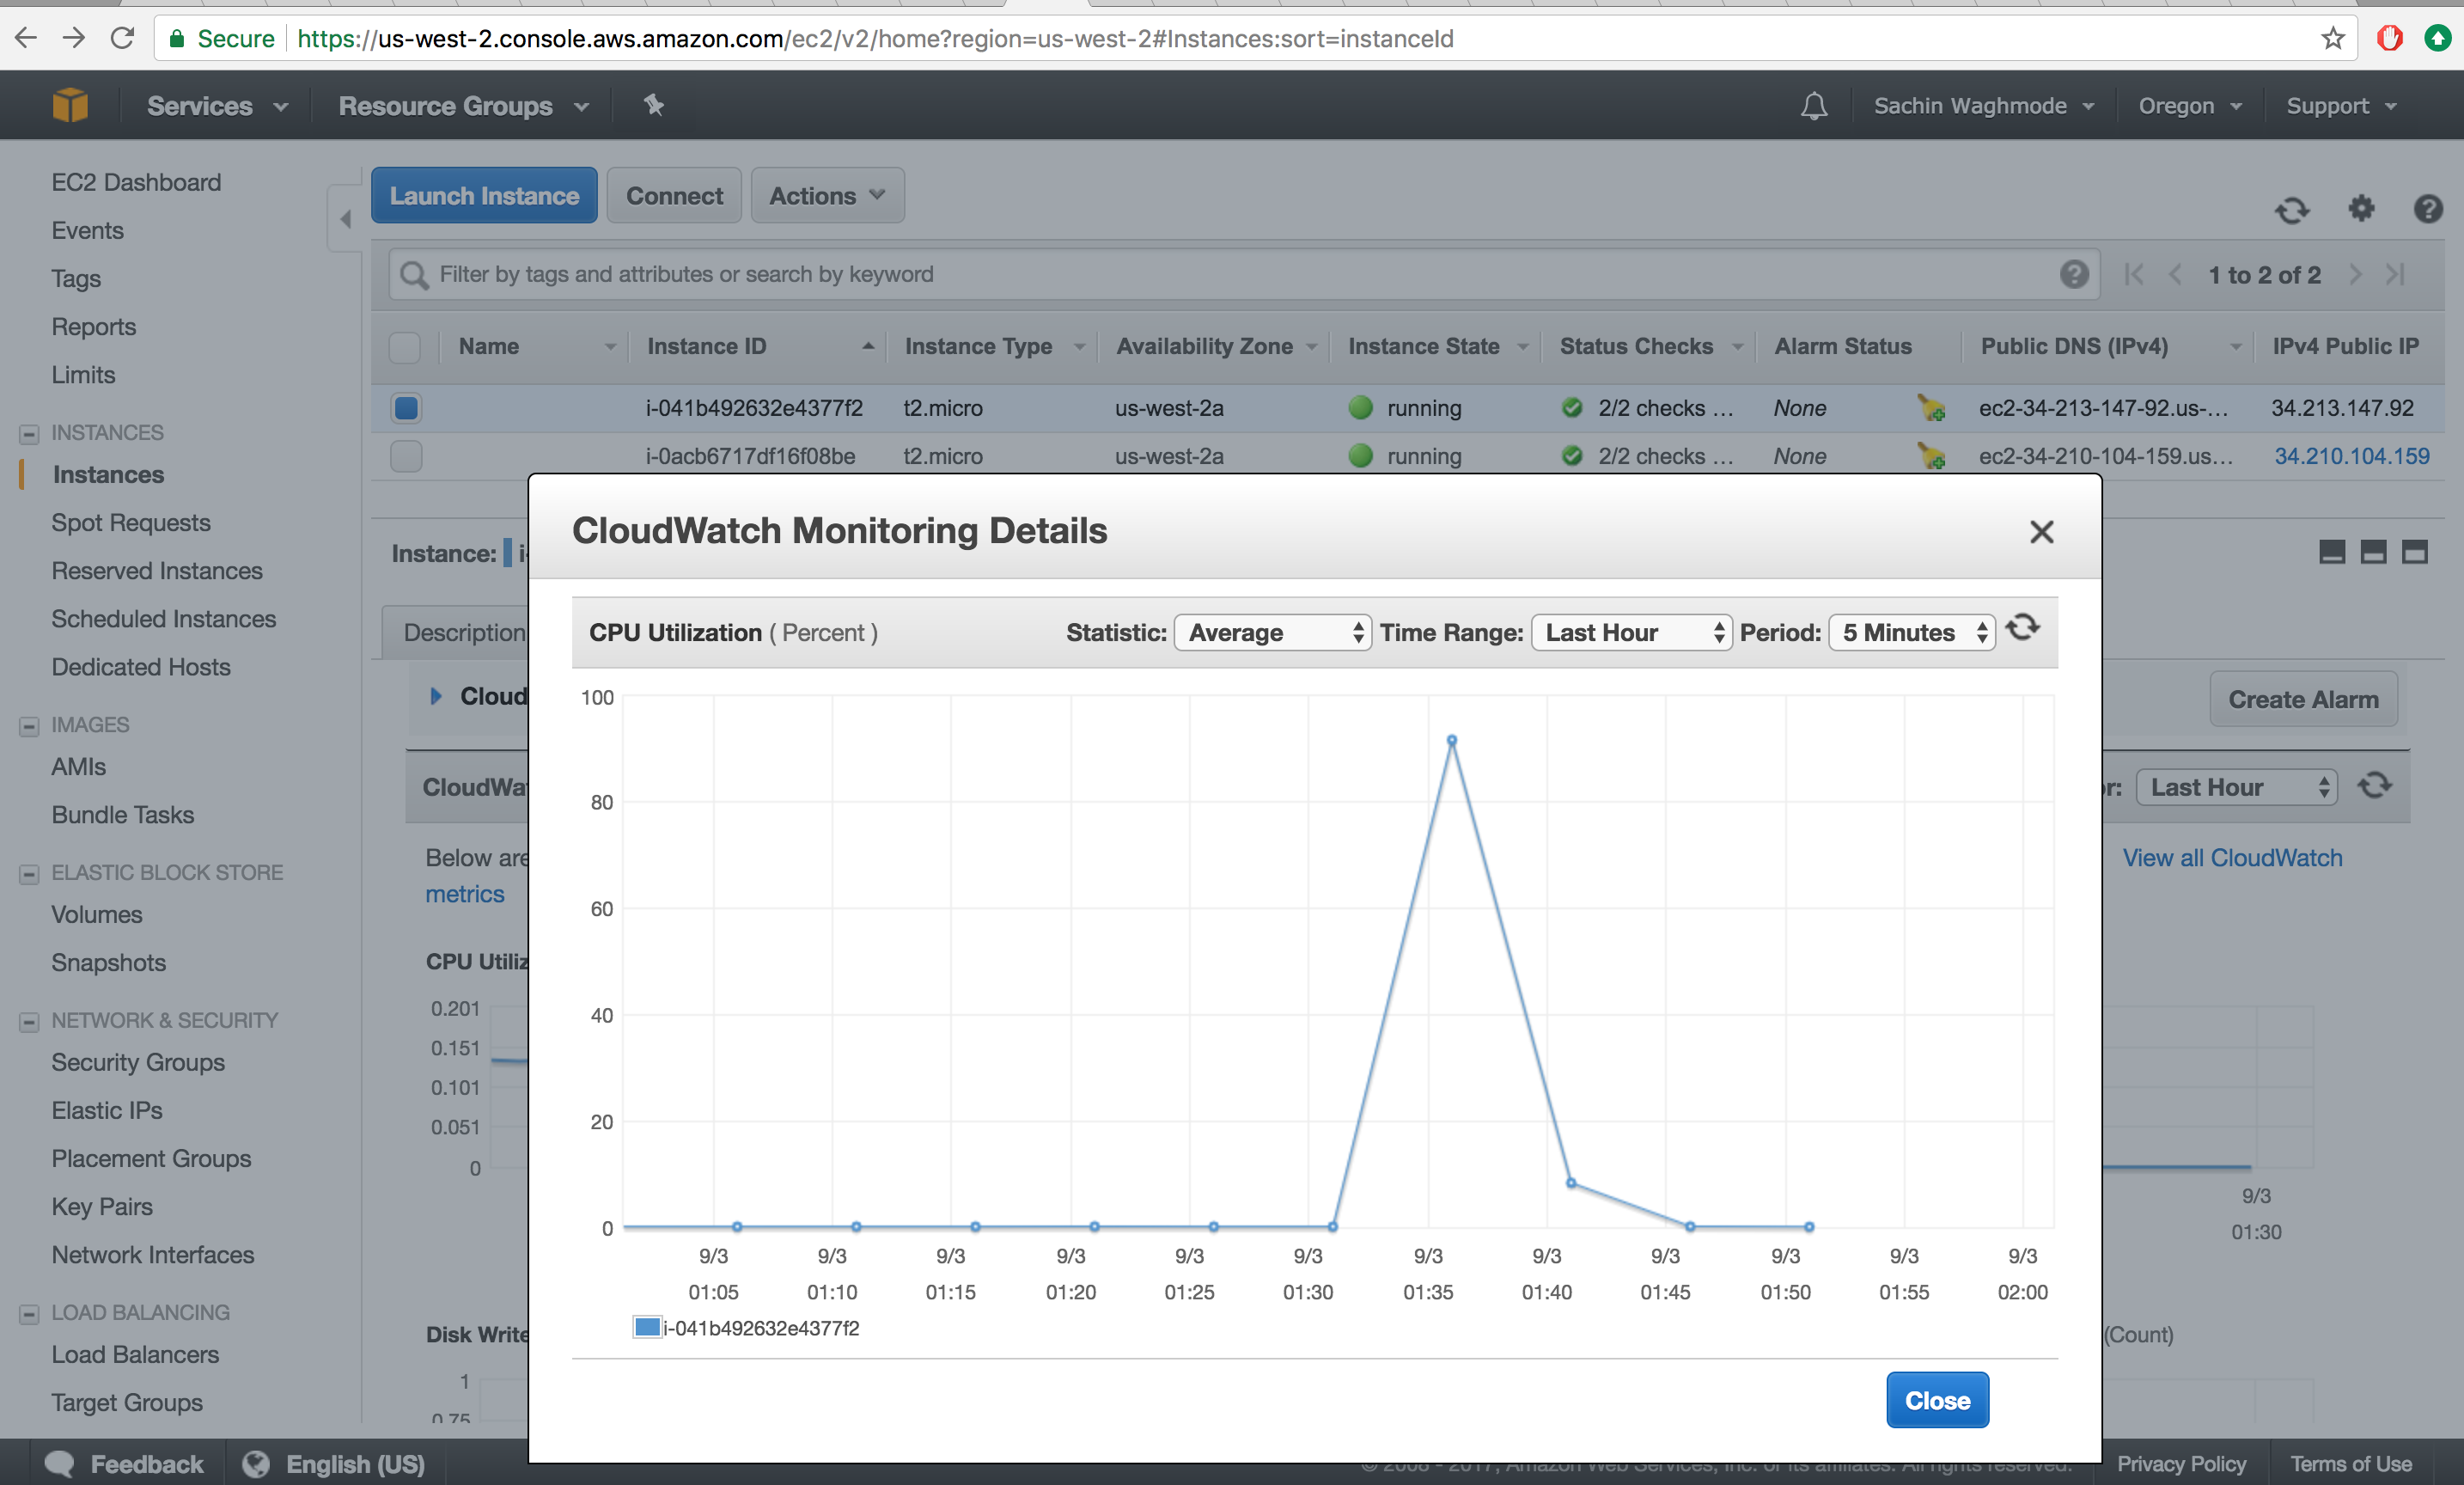 Secure https://us-west-2.console.aws.amazon.com/ec2/v2/home?region=us-west-2#Instances:sort=instanceId
Services Resource Groups Sachin Waghmode Oregon Support
EC2 Dashboard
Events
Tags
Reports
Limits
INSTANCES
Instances
Spot Requests
Reserved Instances
Scheduled Instances
Dedicated Hosts
IMAGES
AMIs
Bundle Tasks
ELASTIC BLOCK STORE
Volumes
Snapshots
NETWORK & SECURITY
Security Groups
Elastic IPs
Placement Groups
Key Pairs
Network Interfaces
LOAD BALANCING
Load Balancers
Target Groups
Launch Instance Connect Actions
Filter by tags and attributes or search by keyword 1 to 2 of 2
Name Instance ID Instance Type Availability Zone Instance State Status Checks Alarm Status Public DNS (IPv4) IPv4 Public IP
i-041b492632e4377f2 t2.micro us-west-2a running 2/2 checks ... None ec2-34-213-147-92.us-... 34.213.147.92
i-0acb6717df16f08be t2.micro us-west-2a running 2/2 checks ... None ec2-34-210-104-159.us... 34.210.104.159
Instance: i-
Description
Cloud
Create Alarm
CloudWa
r: Last Hour
Below are
View all CloudWatch
metrics
CPU Utiliz
0.201
0.151
0.101
0.051
0
9/3
01:30
Disk Write
(Count)
1
0.75
CloudWatch Monitoring Details
CPU Utilization ( Percent ) Statistic: Average Time Range: Last Hour Period: 5 Minutes
100
80
60
40
20
0
9/3 9/3 9/3 9/3 9/3 9/3 9/3 9/3 9/3 9/3 9/3 9/3
01:05 01:10 01:15 01:20 01:25 01:30 01:35 01:40 01:45 01:50 01:55 02:00
i-041b492632e4377f2
Close
Feedback English (US) © 2008 - 2017, Amazon Web Services, Inc. or its affiliates. All rights reserved. Privacy Policy Terms of Use